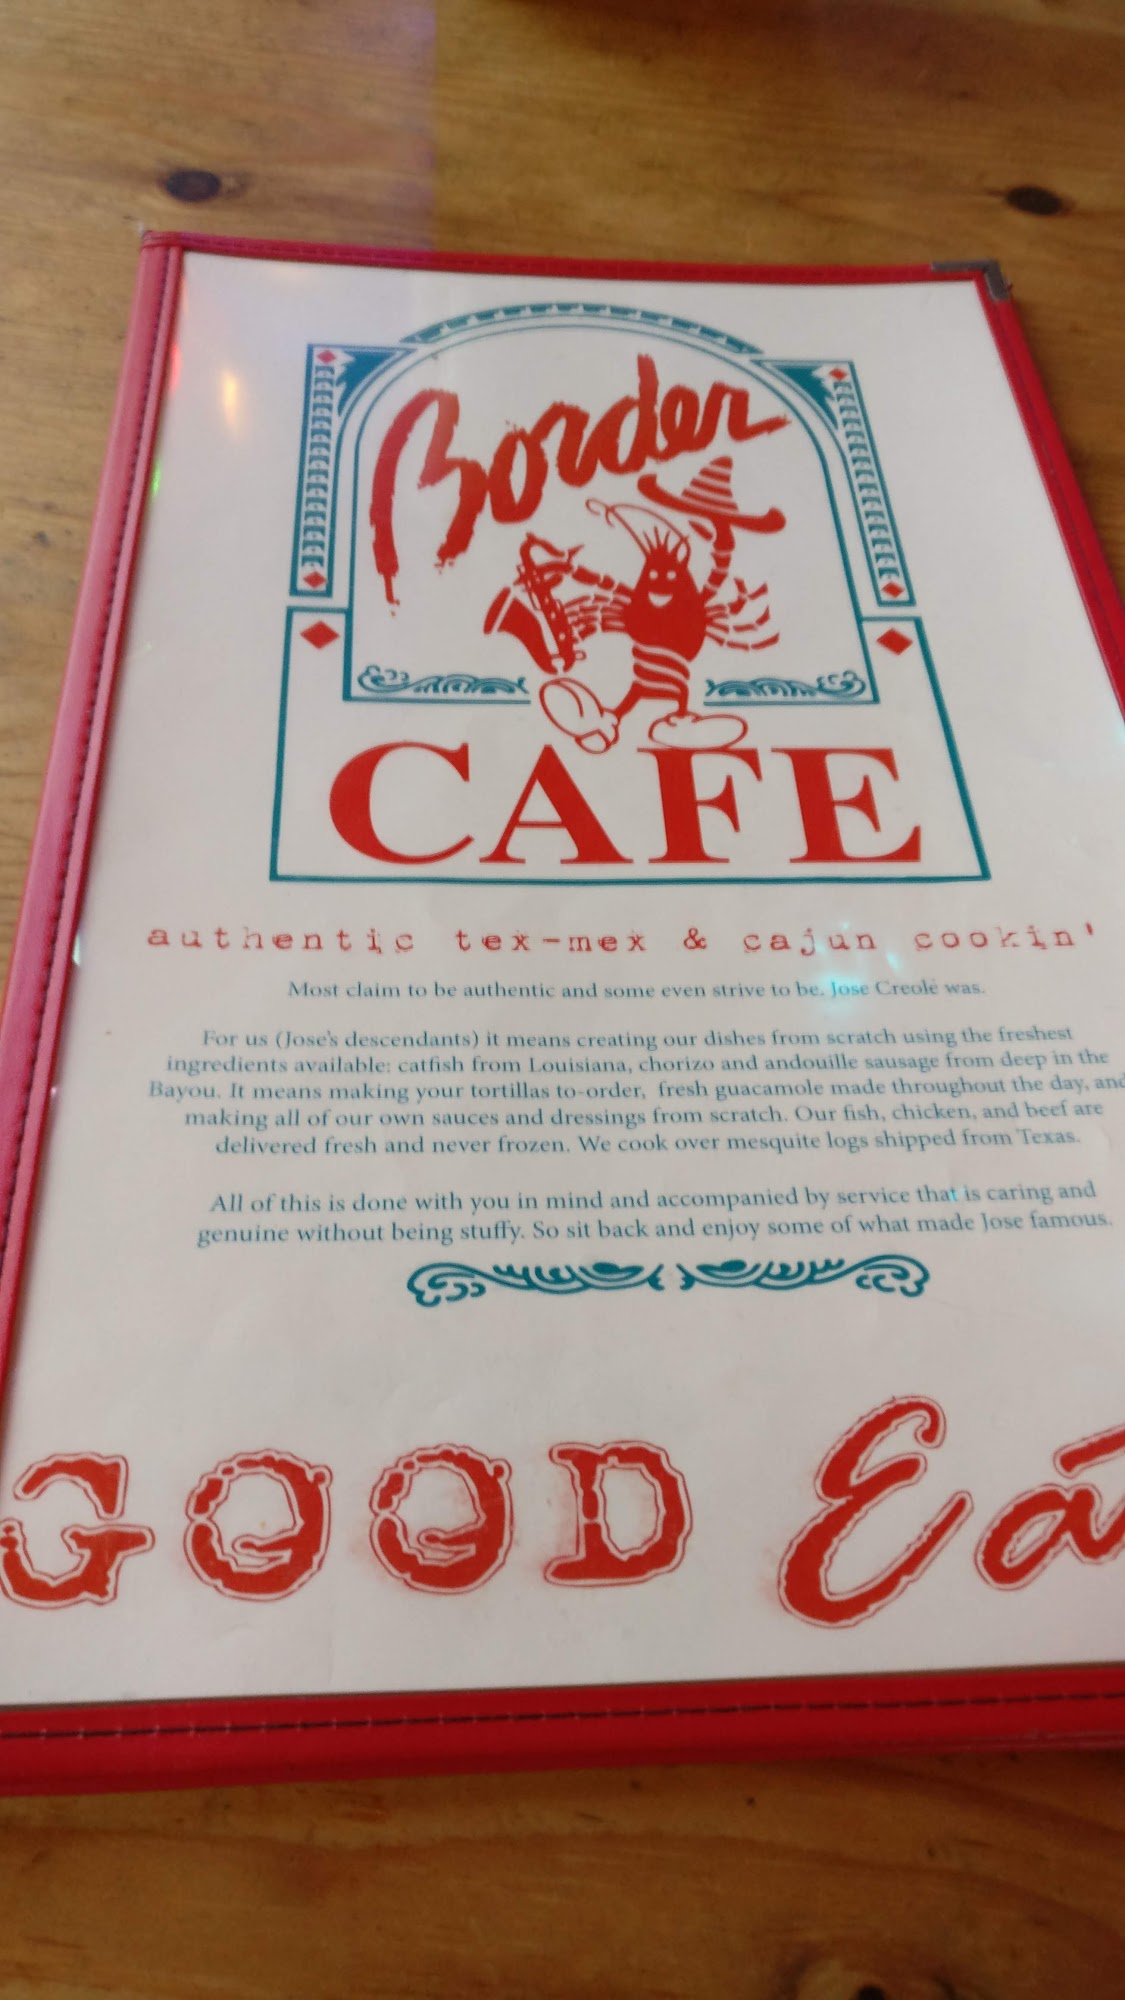 Border
CAFE
authentic tex-mex & cajun cookin'
Most claim to be authentic and some even strive to be. Jose Creolé was.
For us (Jose's descendants) it means creating our dishes from scratch using the freshest
ingredients available: catfish from Louisiana, chorizo and andouille sausage from deep in the
Bayou. It means making your tortillas to-order, fresh guacamole made throughout the day, and
making all of our own sauces and dressings from scratch. Our fish, chicken, and beef are
delivered fresh and never frozen. We cook over mesquite logs shipped from Texas.
All of this is done with you in mind and accompanied by service that is caring and
genuine without being stuffy. So sit back and enjoy some of what made Jose famous.
GOOD Ea